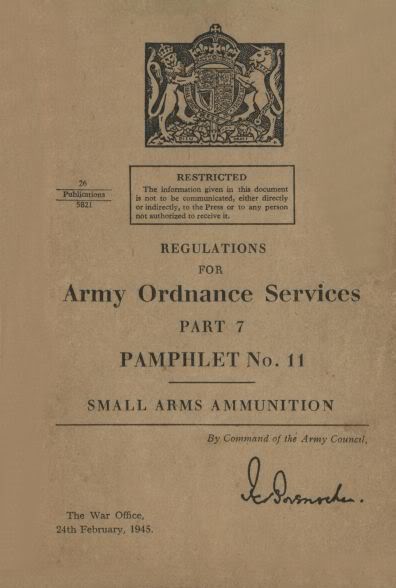 26
Publications
5821
RESTRICTED
The information given in this document
is not to be communicated, either directly
or indirectly, to the Press or to any person
not authorized to receive it.
REGULATIONS
FOR
Army Ordnance Services
PART 7
PAMPHLET No. 11
SMALL ARMS AMMUNITION
By Command of the Army Council,
The War Office,
24th February, 1945.